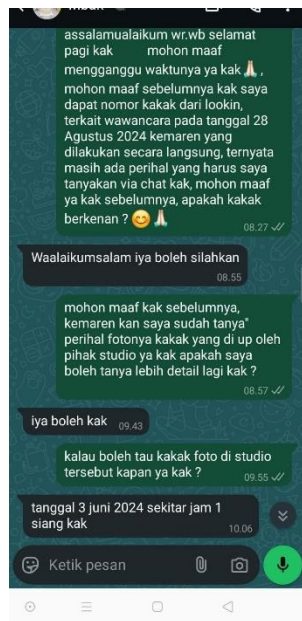 assalamualaikum wr.wb selamat
pagi kak mohon maaf
mengganggu waktunya ya kak🙏🏻,
mohon maaf sebelumnya kak saya
dapat nomor kakak dari lookin,
terkait wawancara pada tanggal 28
Agustus 2024 kemaren yang
dilakukan secara langsung, ternyata
masih ada perihal yang harus saya
tanyakan via chat kak, mohon maaf
ya kak sebelumnya, apakah kakak
berkenan ? 😊🙏🏻
08.27
Waalaikumsalam iya boleh silahkan
08.55
mohon maaf kak sebelumnya,
kemaren kan saya sudah tanya"
perihal fotonya kakak yang di up oleh
pihak studio ya kak apakah saya
boleh tanya lebih detail lagi kak ?
08.57
iya boleh kak 09.43
kalau boleh tau kakak foto di studio
tersebut kapan ya kak ?
09.55
tanggal 3 juni 2024 sekitar jam 1
siang kak
10.06
Ketik pesan